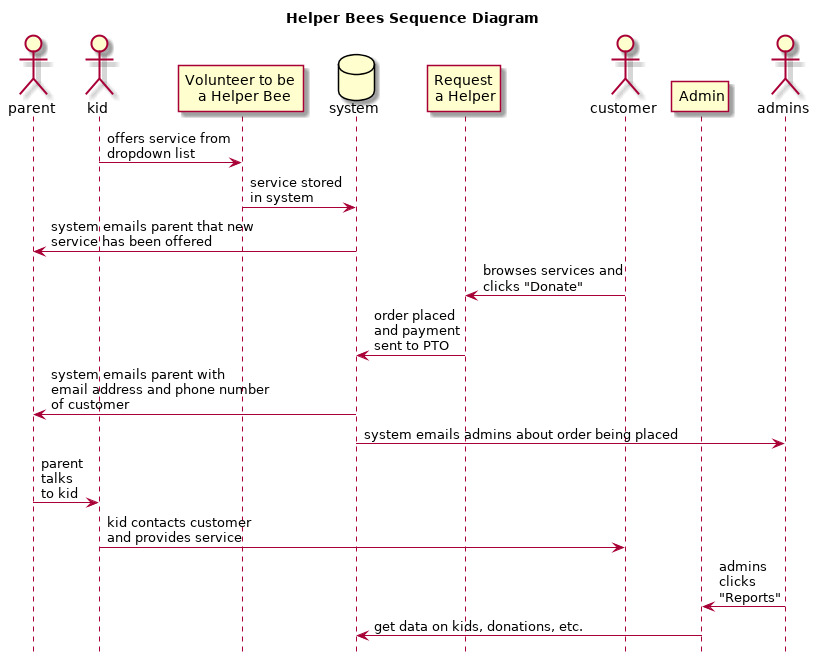 Helper Bees Sequence Diagram
parent
kid
Volunteer to be
a Helper Bee
system
Request
a Helper
customer
Admin
admins
offers service from
dropdown list
service stored
in system
system emails parent that new
service has been offered
browses services and
clicks "Donate"
order placed
and payment
sent to PTO
system emails parent with
email address and phone number
of customer
system emails admins about order being placed
parent
talks
to kid
kid contacts customer
and provides service
admins
clicks
"Reports"
get data on kids, donations, etc.